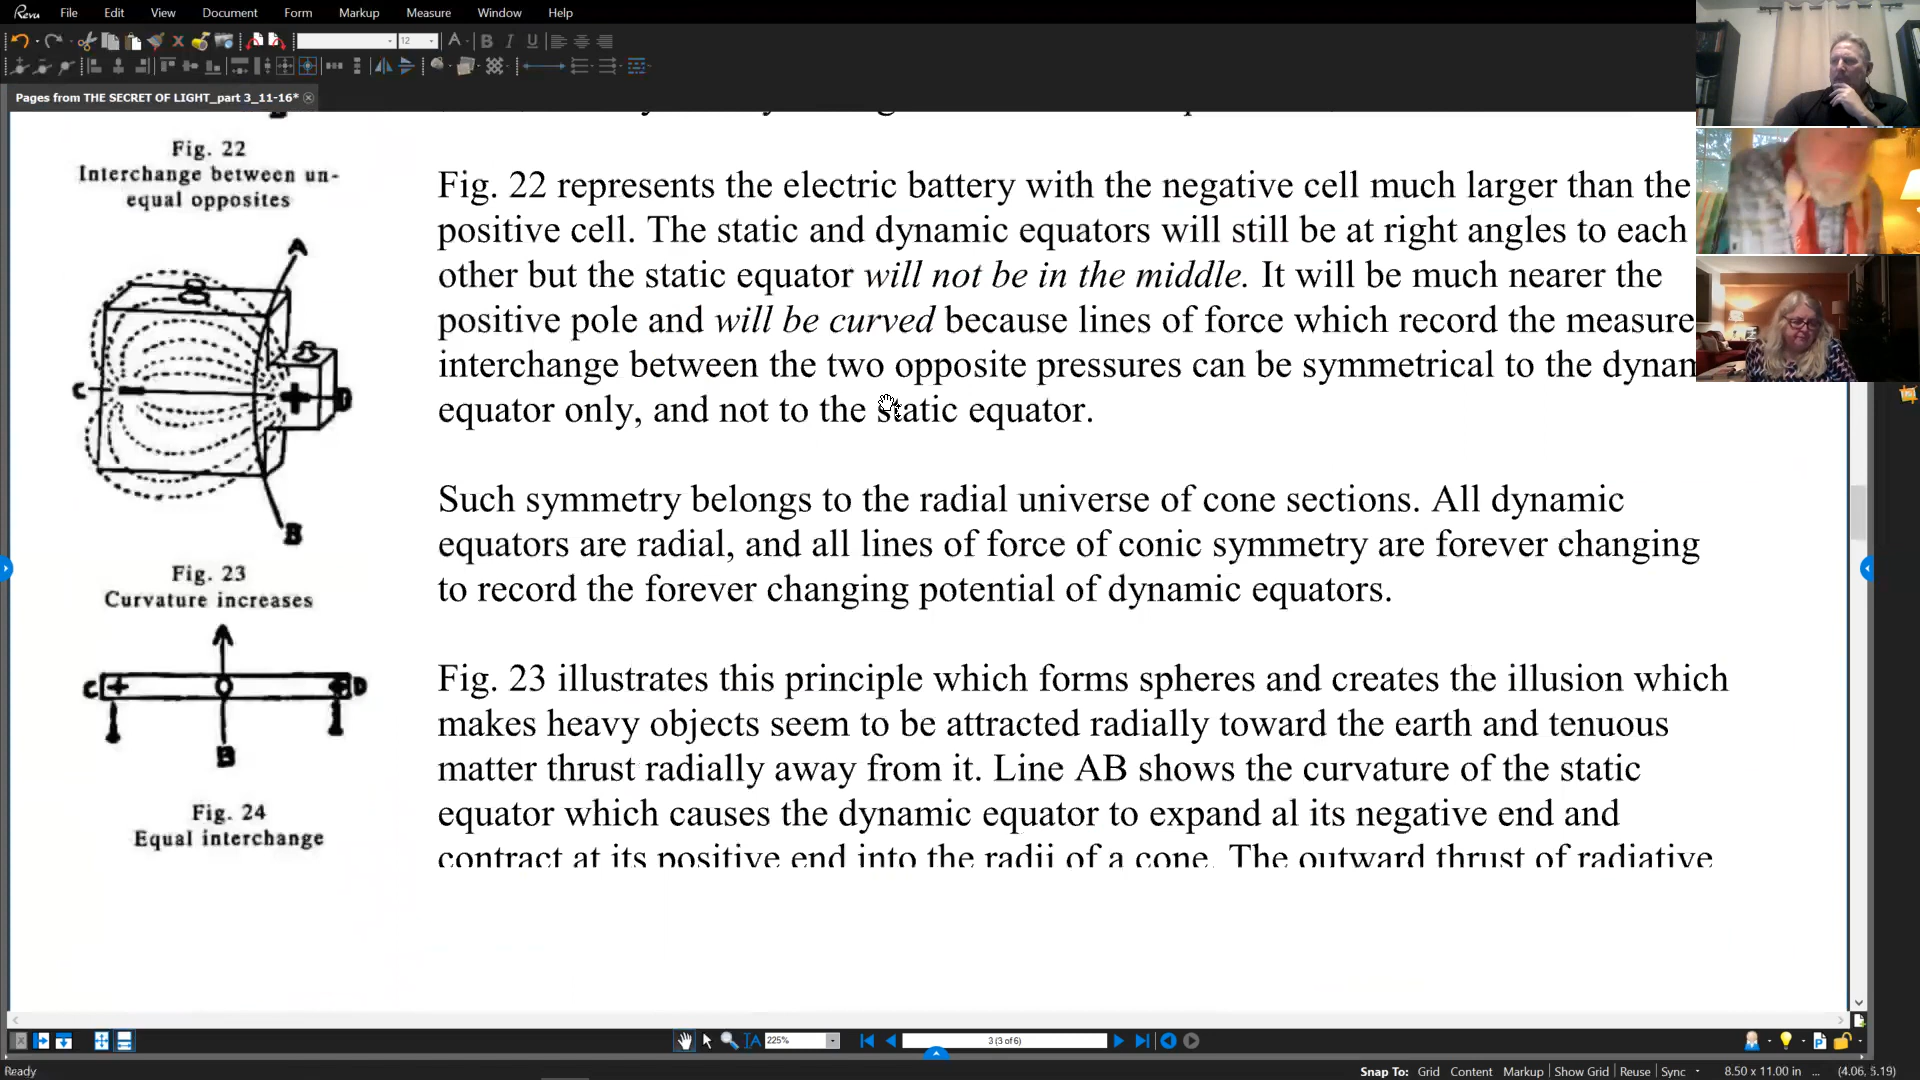 Revu File Edit View Document Form Markup Measure Window Help
12
Pages from THE SECRET OF LIGHT_part 3_11-16*
Fig. 22
Interchange between un-
equal opposites
A
C
D
B
Fig. 23
Curvature increases
A
C + D
B
Fig. 24
Equal interchange
Fig. 22 represents the electric battery with the negative cell much larger than the
positive cell. The static and dynamic equators will still be at right angles to each
other but the static equator will not be in the middle. It will be much nearer the
positive pole and will be curved because lines of force which record the measure
interchange between the two opposite pressures can be symmetrical to the dynam
equator only, and not to the static equator.
Such symmetry belongs to the radial universe of cone sections. All dynamic
equators are radial, and all lines of force of conic symmetry are forever changing
to record the forever changing potential of dynamic equators.
Fig. 23 illustrates this principle which forms spheres and creates the illusion which
makes heavy objects seem to be attracted radially toward the earth and tenuous
matter thrust radially away from it. Line AB shows the curvature of the static
equator which causes the dynamic equator to expand al its negative end and
contract at its positive end into the radii of a cone. The outward thrust of radiative
225% 3 (3 of 6)
Ready Snap To: Grid Content Markup Show Grid Reuse Sync 8.50 x 11.00 in ... (4.06, 5.19)